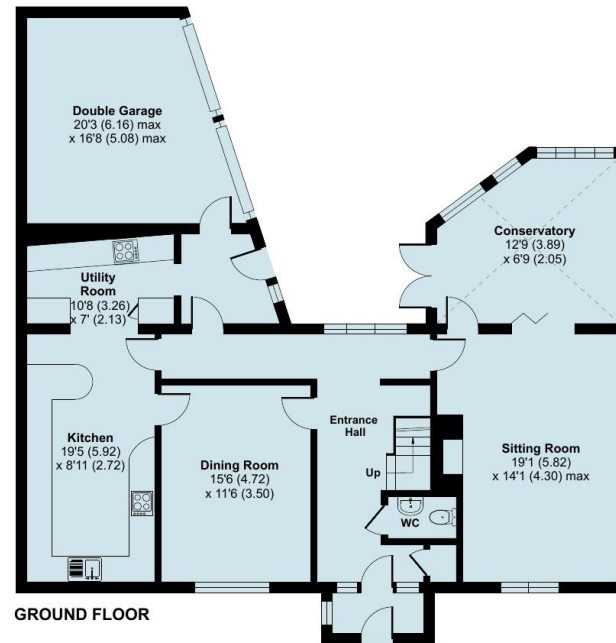 Double Garage
20'3 (6.16) max
x 16'8 (5.08) max
Conservatory
12'9 (3.89)
x 6'9 (2.05)
Utility
Room
10'8 (3.26)
x 7' (2.13)
Kitchen
19'5 (5.92)
x 8'11 (2.72)
Dining Room
15'6 (4.72)
x 11'6 (3.50)
Entrance
Hall
Up
WC
Sitting Room
19'1 (5.82)
x 14'1 (4.30) max
GROUND FLOOR